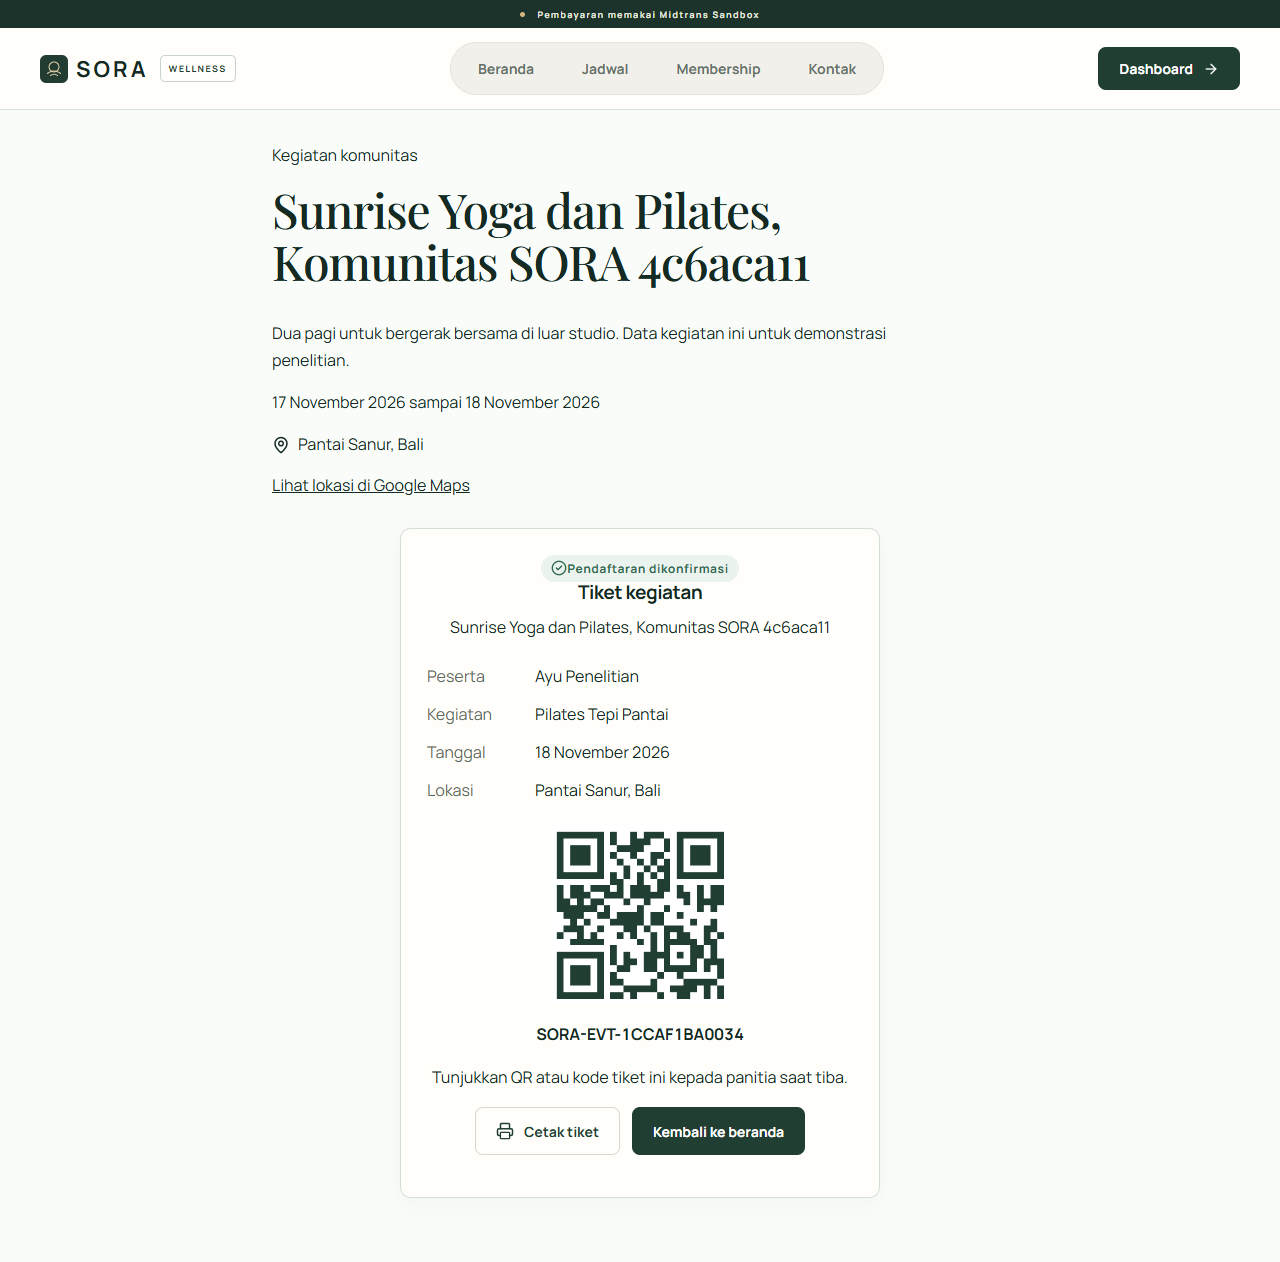 Pembayaran memakai Midtrans Sandbox
SORA WELLNESS
Beranda Jadwal Membership Kontak
Dashboard
Kegiatan komunitas
Sunrise Yoga dan Pilates,
Komunitas SORA 4c6aca11
Dua pagi untuk bergerak bersama di luar studio. Data kegiatan ini untuk demonstrasi
penelitian.
17 November 2026 sampai 18 November 2026
Pantai Sanur, Bali
Lihat lokasi di Google Maps
Pendaftaran dikonfirmasi
Tiket kegiatan
Sunrise Yoga dan Pilates, Komunitas SORA 4c6aca11
Peserta Ayu Penelitian
Kegiatan Pilates Tepi Pantai
Tanggal 18 November 2026
Lokasi Pantai Sanur, Bali
SORA-EVT-1CCAF1BA0034
Tunjukkan QR atau kode tiket ini kepada panitia saat tiba.
Cetak tiket Kembali ke beranda